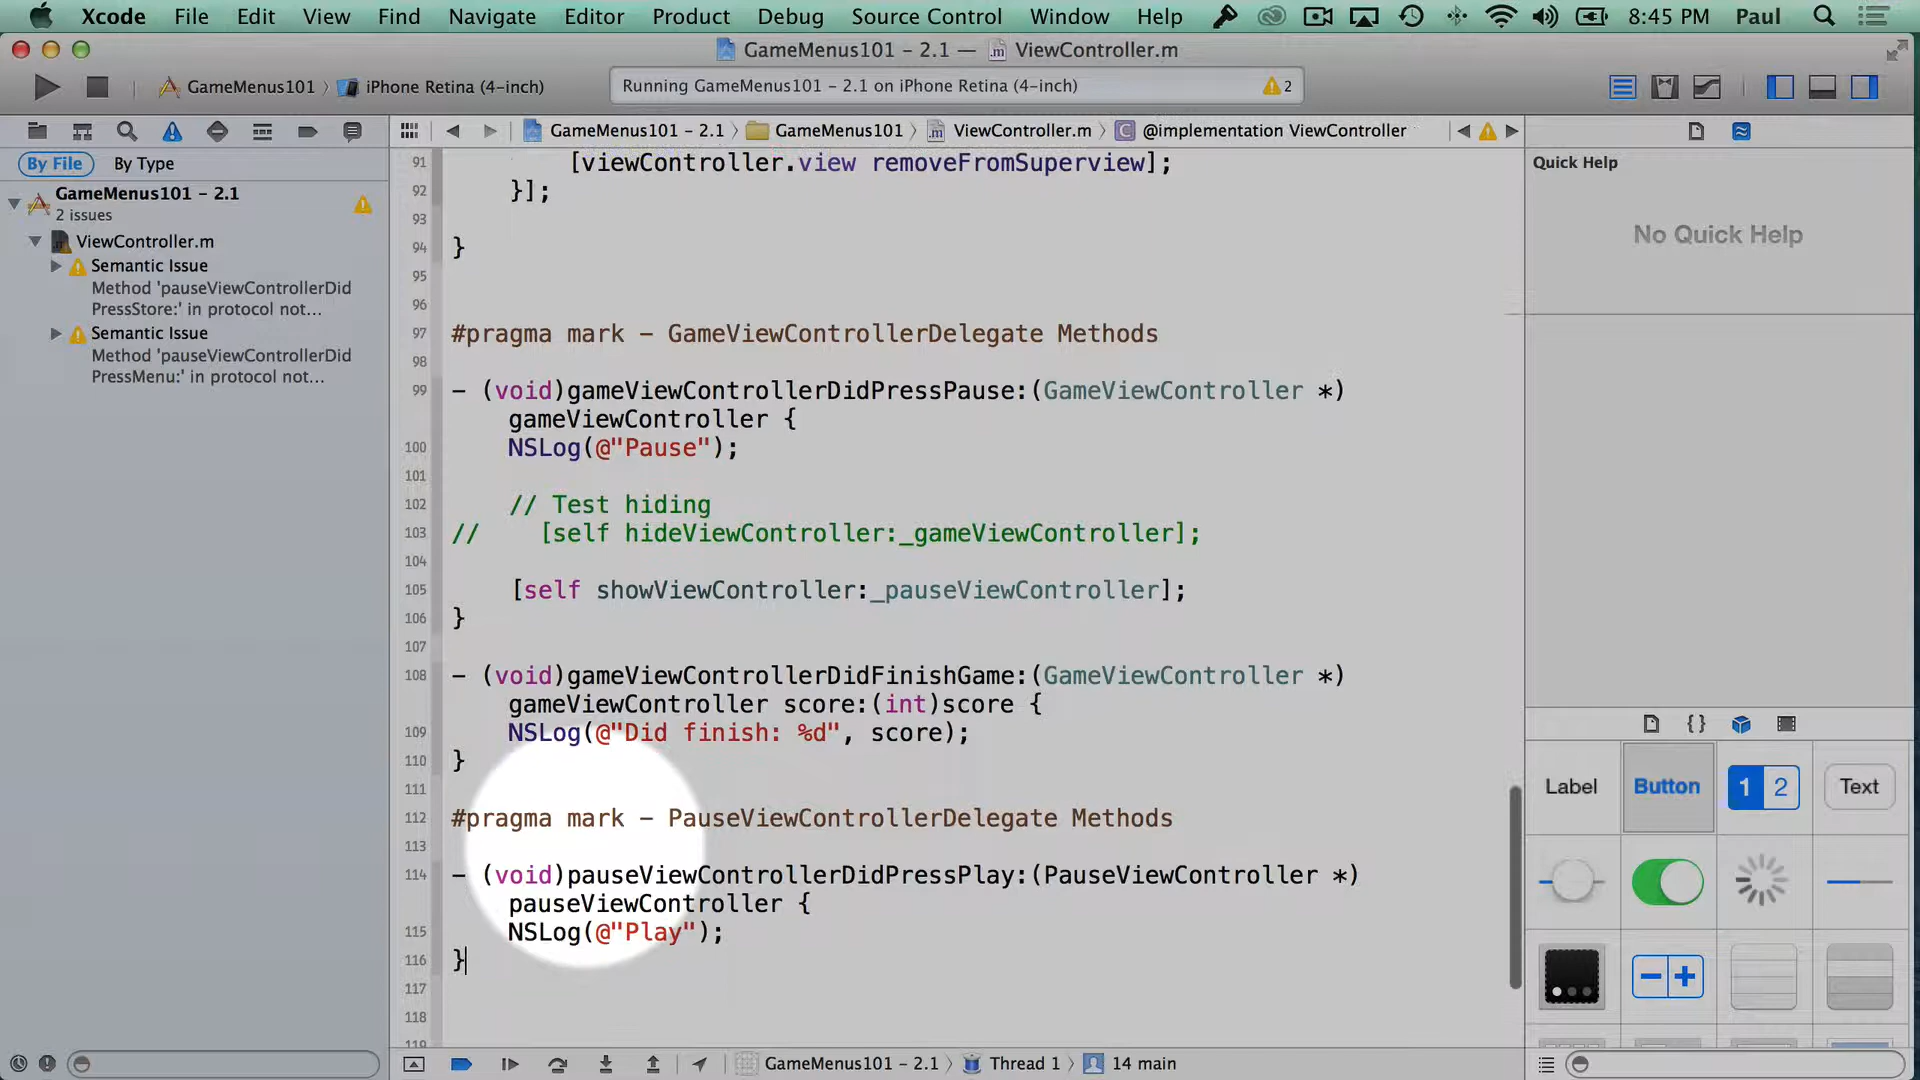 Xcode File Edit View Find Navigate Editor Product Debug Source Control Window Help 8:45 PM Paul
GameMenus101 - 2.1 — ViewController.m
GameMenus101 iPhone Retina (4-inch) Running GameMenus101 - 2.1 on iPhone Retina (4-inch) 2
GameMenus101 - 2.1 GameMenus101 ViewController.m @implementation ViewController
By File By Type
GameMenus101 - 2.1
2 issues
ViewController.m
Semantic Issue
Method 'pauseViewControllerDid
PressStore:' in protocol not...
Semantic Issue
Method 'pauseViewControllerDid
PressMenu:' in protocol not...
91 [viewController.view removeFromSuperview];
92 }];
93
94 }
95
96
97 #pragma mark - GameViewControllerDelegate Methods
98
99 - (void)gameViewControllerDidPressPause:(GameViewController *)
gameViewController {
100 NSLog(@"Pause");
101
102 // Test hiding
103 // [self hideViewController:_gameViewController];
104
105 [self showViewController:_pauseViewController];
106 }
107
108 - (void)gameViewControllerDidFinishGame:(GameViewController *)
gameViewController score:(int)score {
109 NSLog(@"Did finish: %d", score);
110 }
111
112 #pragma mark - PauseViewControllerDelegate Methods
113
114 - (void)pauseViewControllerDidPressPlay:(PauseViewController *)
pauseViewController {
115 NSLog(@"Play");
116 }
117
118
119
Quick Help
No Quick Help
Label Button 1 2 Text
GameMenus101 - 2.1 Thread 1 14 main